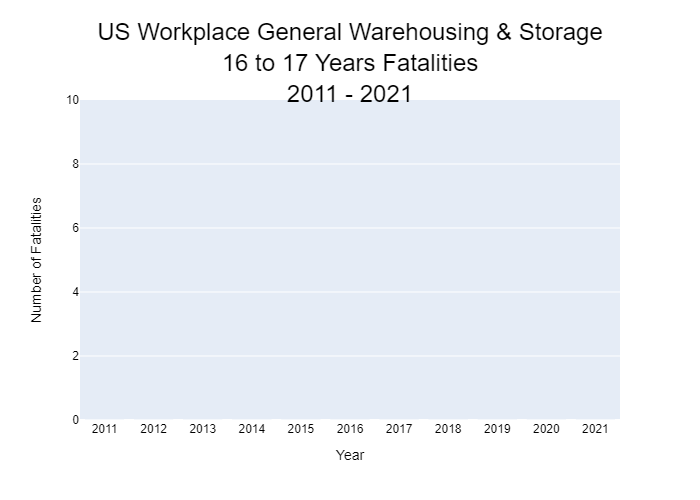 US Workplace General Warehousing & Storage
16 to 17 Years Fatalities
2011 - 2021
10
8
6
4
2
0
Number of Fatalities
2011 2012 2013 2014 2015 2016 2017 2018 2019 2020 2021
Year